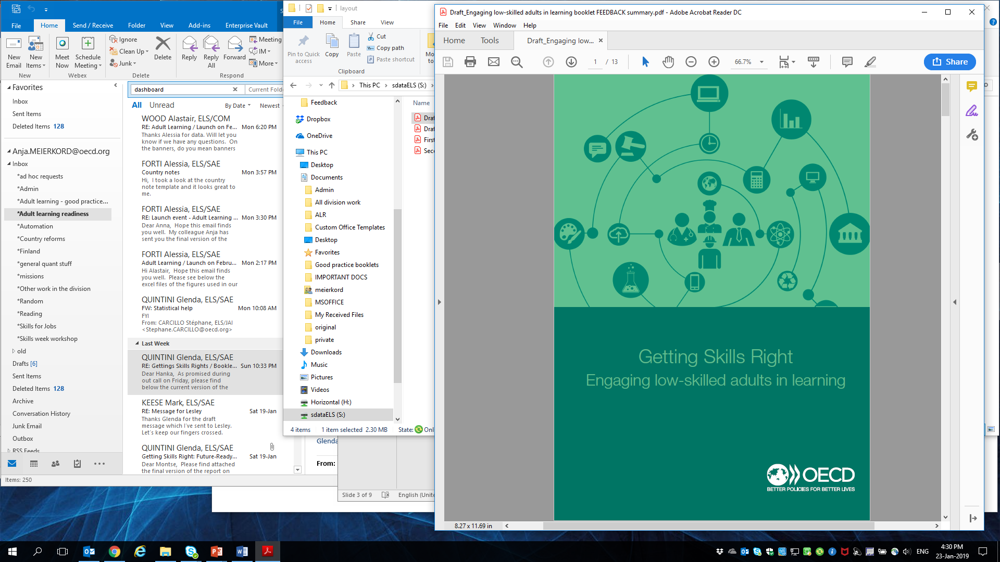 File
Home
Send / Receive
Folder
View
Add-ins
Enterprise Vault
New Email
New Items
Meet Now
Schedule Meeting
Ignore
Clean Up
Junk
Delete
Reply
Reply All
Forward
Meeting
IM
More
New
Webex
Delete
Respond
Favorites
Inbox
Sent Items
Deleted Items 128
Anja.MEIERKORD@oecd.org
Inbox
*ad hoc requests
*Admin
*Adult learning - good practice...
*Adult learning readiness
*Automation
*Country reforms
*Finland
*general quant stuff
*missions
*Other work in the division
*Random
*Reading
*Skills for Jobs
*Skills week workshop
old
Drafts [6]
Sent Items
Deleted Items 128
Archive
Conversation History
Junk Email
Outbox
RSS Feeds
Items: 250
dashboard
Current Folde
All Unread
By Date
Newest
WOOD Alastair, ELS/COM
RE: Adult Learning / Launch on Fe... Mon 6:20 PM
Thanks Alessia for data. Will let you
know if we have any questions. On
the banners, do you mean banners
FORTI Alessia, ELS/SAE
Country notes Mon 3:57 PM
Hi, I took a look at the country
note template and it looks great to
me.
FORTI Alessia, ELS/SAE
RE: Launch event - Adult Learning ... Mon 3:30 PM
Dear Anna, Hope this email finds
you well. My colleague Anja has
sent you the final version of the
FORTI Alessia, ELS/SAE
Adult Learning / Launch on Febru... Mon 2:17 PM
Hi Alastair, Hope this email finds
you well. Please see below the
excel files of the figures used in our
QUINTINI Glenda, ELS/SAE
FW: Statistical help Mon 10:08 AM
FYI
From: CARCILLO Stéphane, ELS/JAI
<Stephane.CARCILLO@oecd.org>
Last Week
QUINTINI Glenda, ELS/SAE
RE: Gettings Skills Rights / Bookle... Sun 10:33 PM
Dear Hanka, As promised during
out call on Friday, please find
below the current version of the
KEESE Mark, ELS/SAE
RE: Message for Lesley Sat 19-Jan
Thanks Glenda for the draft
message which I've sent to Lesley.
Let's keep our fingers crossed.
QUINTINI Glenda, ELS/SAE
Getting Skills Right: Future-Ready... Sat 19-Jan
Dear Montse, Please find attached
the final version of the report on
layout
File
Home
Share
View
Pin to Quick access
Copy
Paste
Cut
Copy path
Paste shortcut
Mo
to
Clipboard
This PC
sdataELS (S:)
Name
Feedback
Dropbox
OneDrive
This PC
Desktop
Documents
Admin
All division work
ALR
Custom Office Templates
Desktop
Favorites
Good practice booklets
IMPORTANT DOCS
meierkord
MSOFFICE
My Received Files
original
private
Downloads
Music
Pictures
Videos
Horizontal (H:)
sdataELS (S:)
Draf
Draf
First
Seco
4 items 1 item selected 2.30 MB State: Onl
Glenda
From:
Slide 3 of 9
English (Unite
Draft_Engaging low-skilled adults in learning booklet FEEDBACK summary.pdf - Adobe Acrobat Reader DC
File Edit View Window Help
Home
Tools
Draft_Engaging low...
1 / 13
66.7%
Share
Getting Skills Right
Engaging low-skilled adults in learning
OECD
BETTER POLICIES FOR BETTER LIVES
8.27 x 11.69 in
ENG
4:30 PM
23-Jan-2019